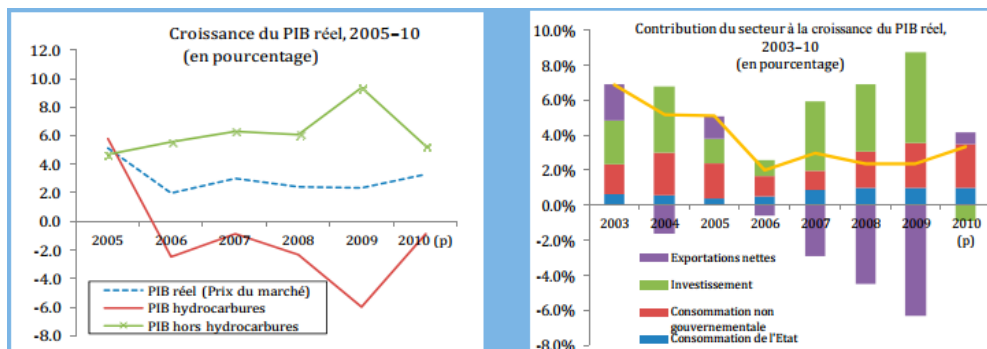 Croissance du PIB réel, 2005–10
(en pourcentage)
12.0
10.0
8.0
6.0
4.0
2.0
0.0
-2.0
-4.0
-6.0
-8.0
2005
2006
2007
2008
2009
2010 (p)
PIB réel (Prix du marché)
PIB hydrocarbures
PIB hors hydrocarbures
Contribution du secteur à la croissance du PIB réel,
2003–10
(en pourcentage)
10.0%
8.0%
6.0%
4.0%
2.0%
0.0%
-2.0%
-4.0%
-6.0%
-8.0%
2003
2004
2005
2006
2007
2008
2009
2010
(p)
Exportations nettes
Investissement
Consommation non
gouvernementale
Consommation de l'Etat